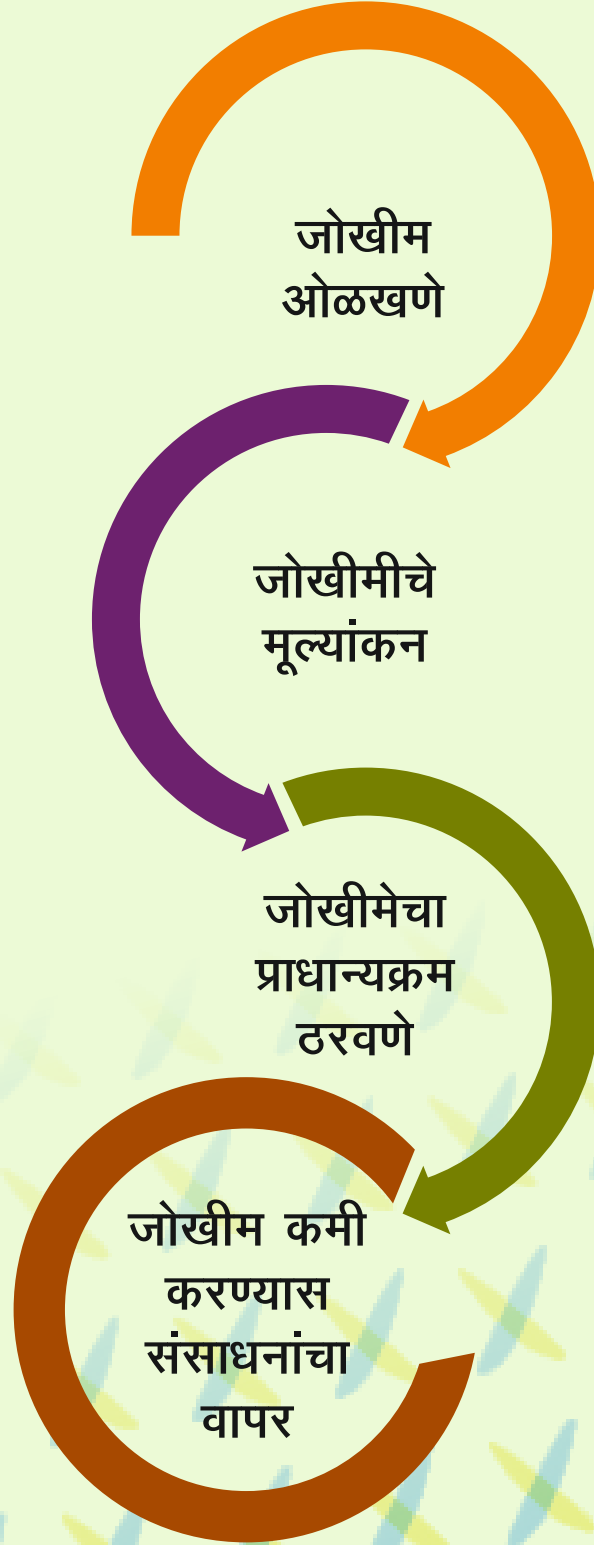 जोखीम
ओळखणे
जोखीमीचे
मूल्यांकन
जोखीमेचा
प्राधान्यक्रम
ठरवणे
जोखीम कमी
करण्यास
संसाधनांचा
वापर